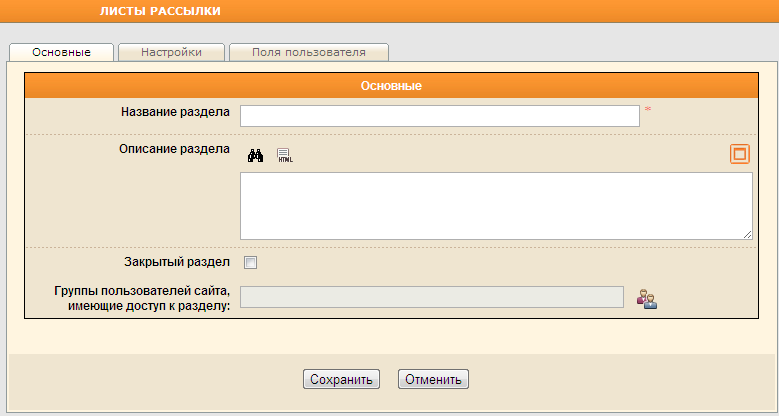 ЛИСТЫ РАССЫЛКИ
Основные Настройки Поля пользователя
Основные
Название раздела *
Описание раздела HTML
Закрытый раздел
Группы пользователей сайта,
имеющие доступ к разделу:
Сохранить Отменить